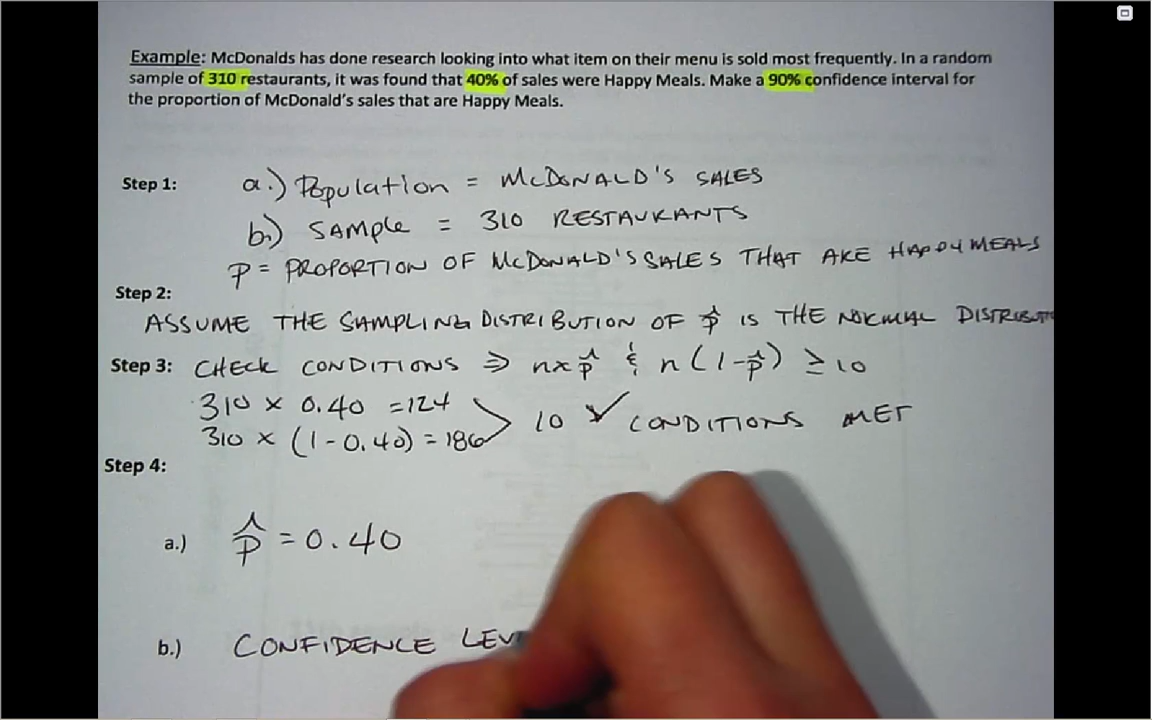 Example: McDonalds has done research looking into what item on their menu is sold most frequently. In a random
sample of 310 restaurants, it was found that 40% of sales were Happy Meals. Make a 90% confidence interval for
the proportion of McDonald's sales that are Happy Meals.
Step 1: a.) Population = McDONALD'S SALES
b.) SAMPLE = 310 RESTAURANTS
P = PROPORTION OF McDONALD'S SALES THAT ARE HAPPY MEALS
Step 2:
ASSUME THE SAMPLING DISTRIBUTION OF p̂ IS THE NORMAL DISTRIBUTI
Step 3: CHECK CONDITIONS ⇒ n×p̂ & n(1-p̂) ≥ 10
310 × 0.40 = 124
310 × (1-0.40) = 186 > 10 ✓ CONDITIONS MET
Step 4:
a.) p̂ = 0.40
b.) CONFIDENCE LEV